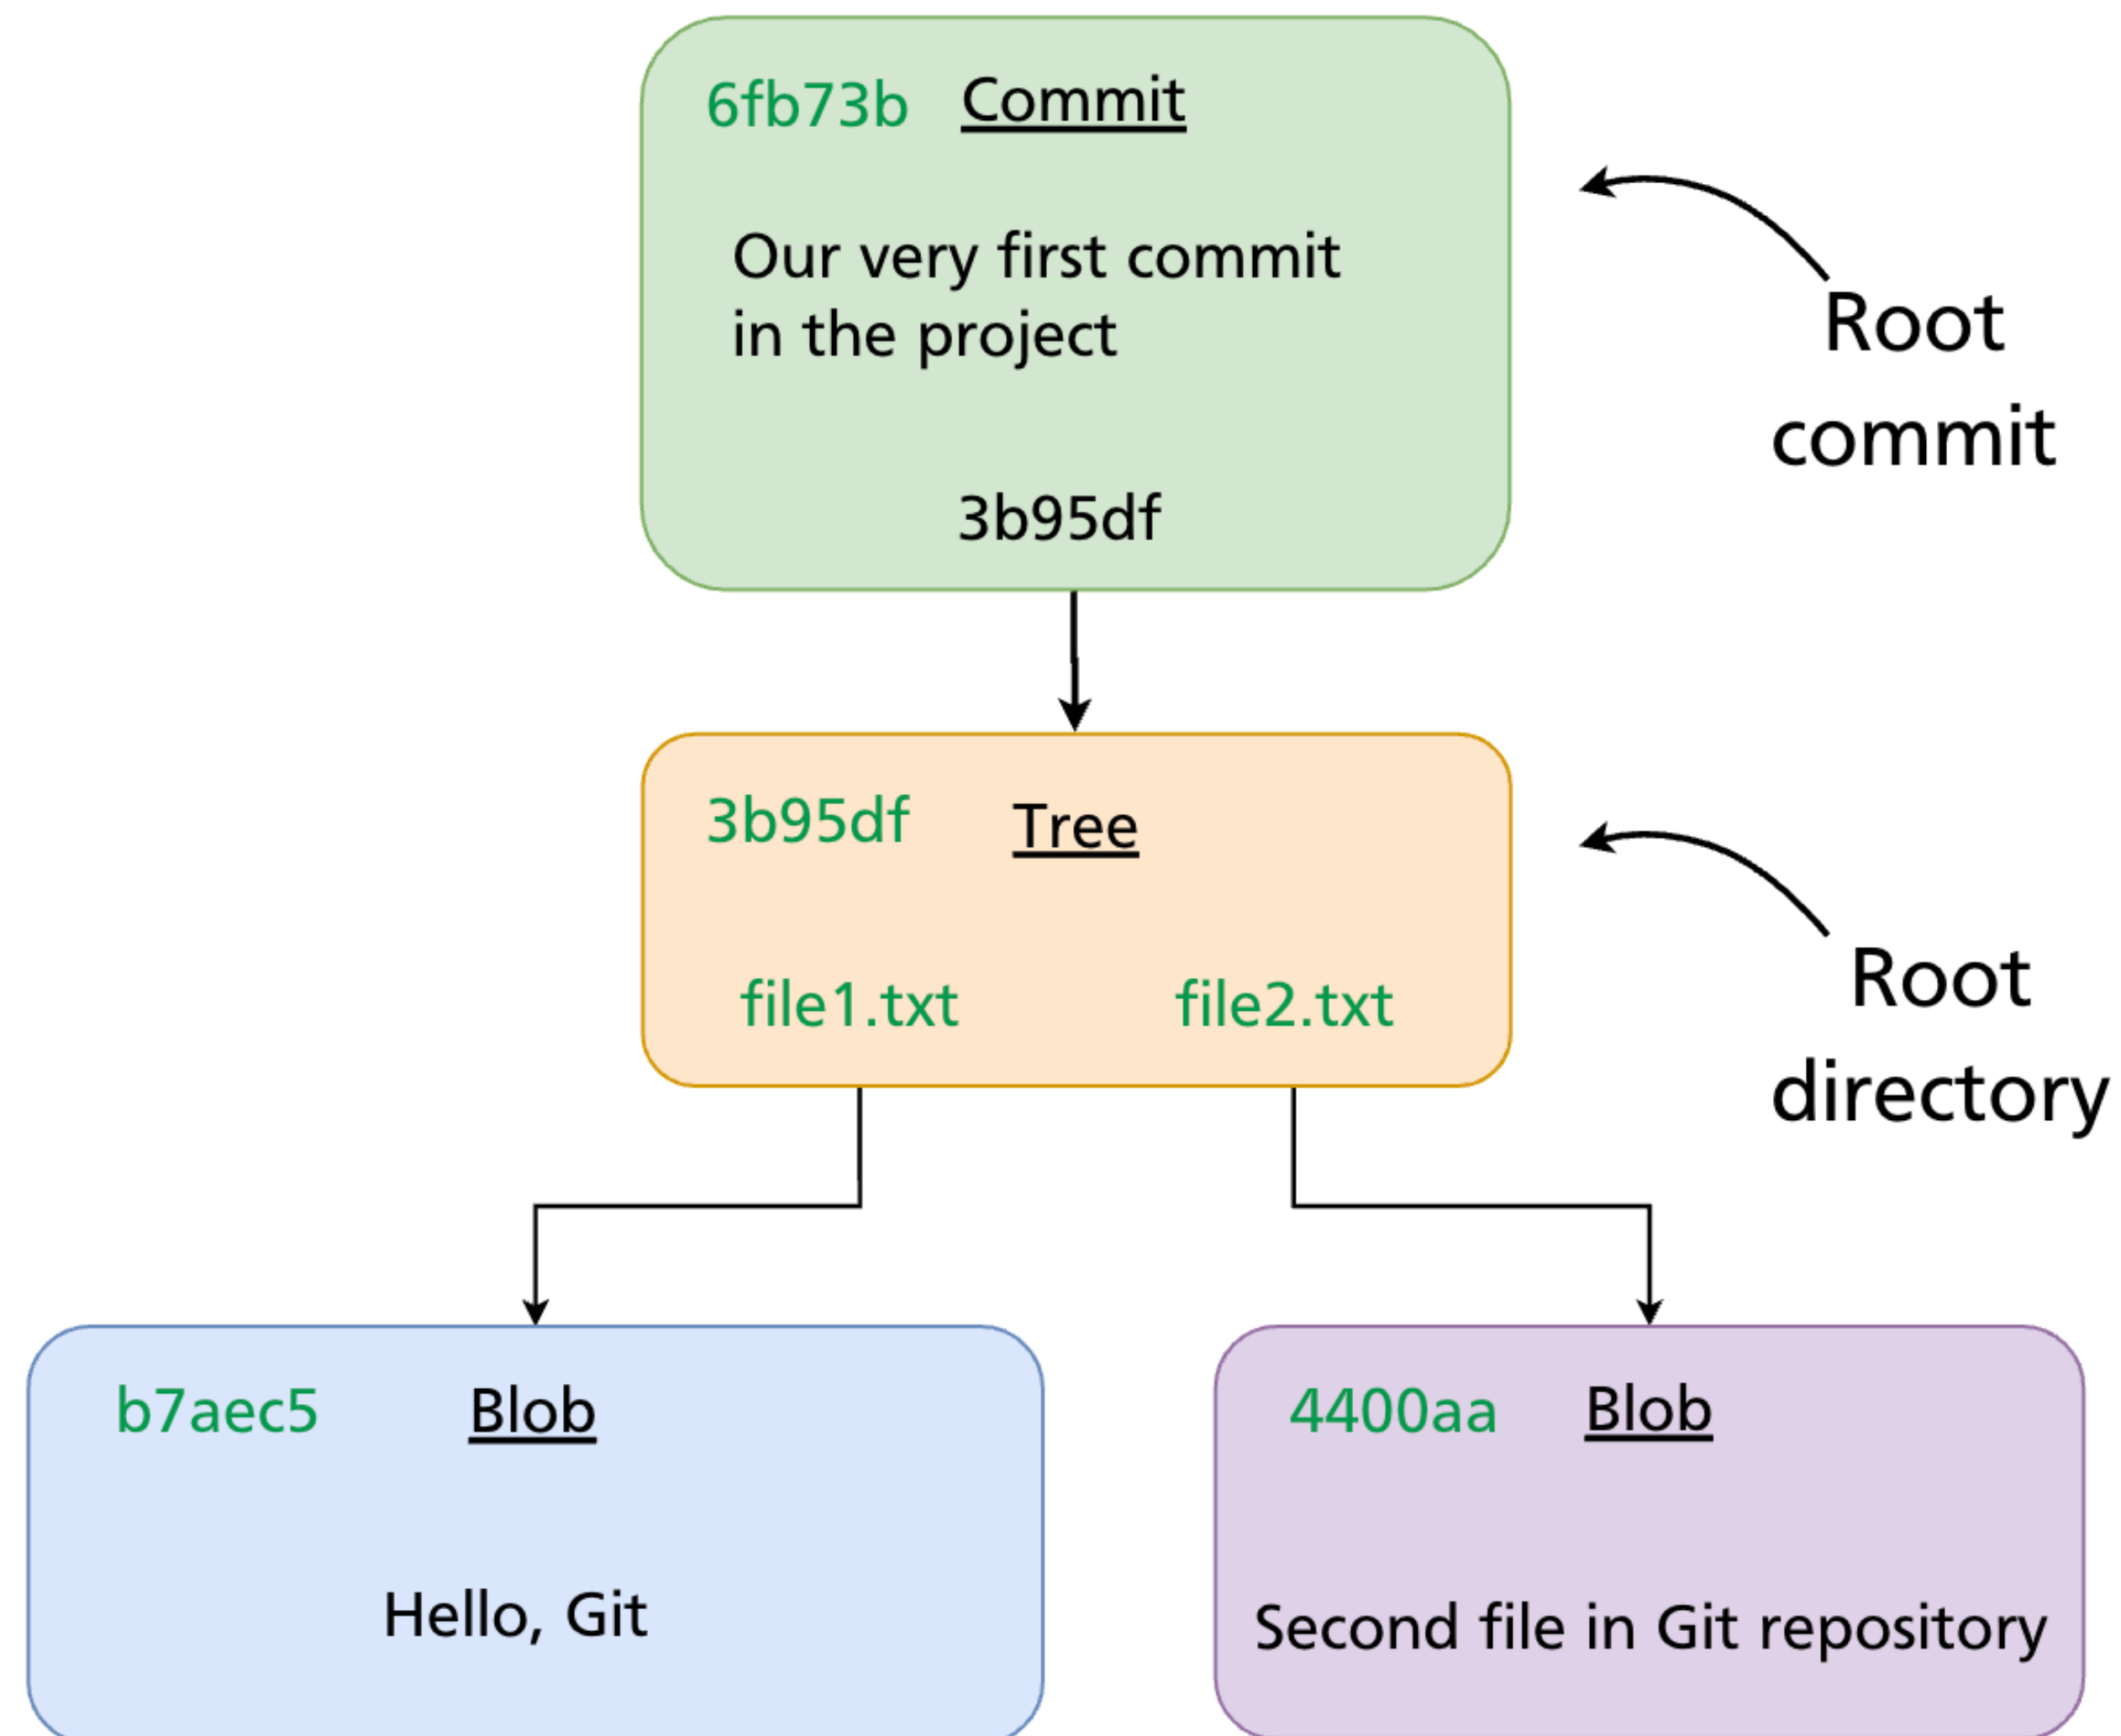 6fb73b Commit
Our very first commit
in the project
3b95df
Root
commit
3b95df Tree
file1.txt file2.txt
Root
directory
b7aec5 Blob
Hello, Git
4400aa Blob
Second file in Git repository